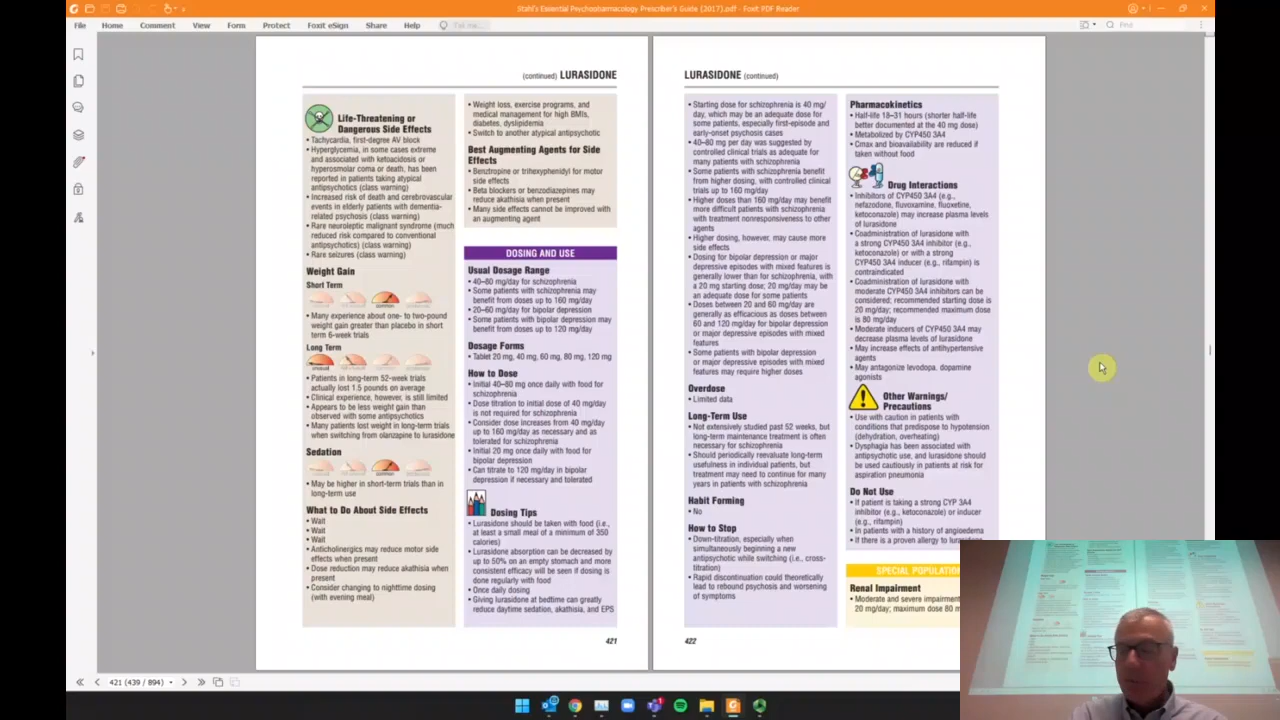 Stahl's Essential Psychopharmacology Prescriber's Guide (2017).pdf - Foxit PDF Reader
File Home Comment View Form Protect Foxit eSign Share Help Find
(continued) LURASIDONE
Life-Threatening or
Dangerous Side Effects
• Tachycardia, first-degree AV block
• Hyperglycemia, in some cases extreme
and associated with ketoacidosis or
hyperosmolar coma or death, has been
reported in patients taking atypical
antipsychotics (class warning)
• Increased risk of death and cerebrovascular
events in elderly patients with dementia-
related psychosis (class warning)
• Rare neuroleptic malignant syndrome (much
reduced risk compared to conventional
antipsychotics) (class warning)
• Rare seizures (class warning)
Weight Gain
Short Term
• Many experience about one- to two-pound
weight gain greater than placebo in short
term 6-week trials
Long Term
• Patients in long-term 52-week trials
actually lost 1.5 pounds on average
• Clinical experience, however, is still limited
• Appears to be less weight gain than
observed with some antipsychotics
• Many patients lost weight in long-term trials
when switching from olanzapine to lurasidone
Sedation
• May be higher in short-term trials than in
long-term use
What to Do About Side Effects
• Wait
• Wait
• Wait
• Anticholinergics may reduce motor side
effects when present
• Dose reduction may reduce akathisia when
present
• Consider changing to nighttime dosing
(with evening meal)
• Weight loss, exercise programs, and
medical management for high BMIs,
diabetes, dyslipidemia
• Switch to another atypical antipsychotic
Best Augmenting Agents for Side
Effects
• Benztropine or trihexyphenidyl for motor
side effects
• Beta blockers or benzodiazepines may
reduce akathisia when present
• Many side effects cannot be improved with
an augmenting agent
DOSING AND USE
Usual Dosage Range
• 40–80 mg/day for schizophrenia
• Some patients with schizophrenia may
benefit from doses up to 160 mg/day
• 20–60 mg/day for bipolar depression
• Some patients with bipolar depression may
benefit from doses up to 120 mg/day
Dosage Forms
• Tablet 20 mg, 40 mg, 60 mg, 80 mg, 120 mg
How to Dose
• Initial 40–80 mg once daily with food for
schizophrenia
• Dose titration to initial dose of 40 mg/day
is not required for schizophrenia
• Consider dose increases from 40 mg/day
up to 160 mg/day as necessary and as
tolerated for schizophrenia
• Initial 20 mg once daily with food for
bipolar depression
• Can titrate to 120 mg/day in bipolar
depression if necessary and tolerated
Dosing Tips
• Lurasidone should be taken with food (i.e.,
at least a small meal of a minimum of 350
calories)
• Lurasidone absorption can be decreased by
up to 50% on an empty stomach and more
consistent efficacy will be seen if dosing is
done regularly with food
• Once daily dosing
• Giving lurasidone at bedtime can greatly
reduce daytime sedation, akathisia, and EPS
421
LURASIDONE (continued)
• Starting dose for schizophrenia is 40 mg/
day, which may be an adequate dose for
some patients, especially first-episode and
early-onset psychosis cases
• 40–80 mg per day was suggested by
controlled clinical trials as adequate for
many patients with schizophrenia
• Some patients with schizophrenia benefit
from higher dosing, with controlled clinical
trials up to 160 mg/day
• Higher doses than 160 mg/day may benefit
more difficult patients with schizophrenia
with treatment nonresponsiveness to other
agents
• Higher dosing, however, may cause more
side effects
• Dosing for bipolar depression or major
depressive episodes with mixed features is
generally lower than for schizophrenia, with
a 20 mg starting dose; 20 mg/day may be
an adequate dose for some patients
• Doses between 20 and 60 mg/day are
generally as efficacious as doses between
60 and 120 mg/day for bipolar depression
or major depressive episodes with mixed
features
• Some patients with bipolar depression
or major depressive episodes with mixed
features may require higher doses
Overdose
• Limited data
Long-Term Use
• Not extensively studied past 52 weeks, but
long-term maintenance treatment is often
necessary for schizophrenia
• Should periodically reevaluate long-term
usefulness in individual patients, but
treatment may need to continue for many
years in patients with schizophrenia
Habit Forming
• No
How to Stop
• Down-titration, especially when
simultaneously beginning a new
antipsychotic while switching (i.e., cross-
titration)
• Rapid discontinuation could theoretically
lead to rebound psychosis and worsening
of symptoms
422
Pharmacokinetics
• Half-life 18–31 hours (shorter half-life
better documented at the 40 mg dose)
• Metabolized by CYP450 3A4
• Cmax and bioavailability are reduced if
taken without food
Drug Interactions
• Inhibitors of CYP450 3A4 (e.g.,
nefazodone, fluvoxamine, fluoxetine,
ketoconazole) may increase plasma levels
of lurasidone
• Coadministration of lurasidone with
a strong CYP450 3A4 inhibitor (e.g.,
ketoconazole) or with a strong
CYP450 3A4 inducer (e.g., rifampin) is
contraindicated
• Coadministration of lurasidone with
moderate CYP450 3A4 inhibitors can be
considered; recommended starting dose is
20 mg/day; recommended maximum dose
is 80 mg/day
• Moderate inducers of CYP450 3A4 may
decrease plasma levels of lurasidone
• May increase effects of antihypertensive
agents
• May antagonize levodopa, dopamine
agonists
Other Warnings/
Precautions
• Use with caution in patients with
conditions that predispose to hypotension
(dehydration, overheating)
• Dysphagia has been associated with
antipsychotic use, and lurasidone should
be used cautiously in patients at risk for
aspiration pneumonia
Do Not Use
• If patient is taking a strong CYP 3A4
inhibitor (e.g., ketoconazole) or inducer
(e.g., rifampin)
• In patients with a history of angioedema
• If there is a proven allergy to
SPECIAL
Renal Impairment
• Moderate and severe
20 mg/day; maximum dose 80
421 (439 / 894)